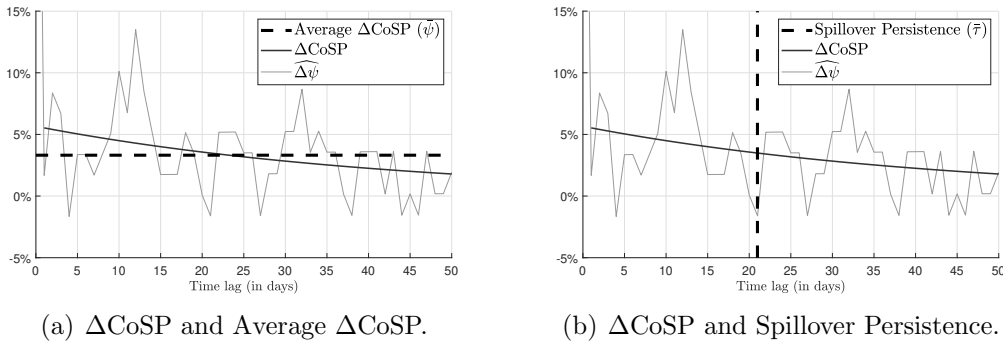 15%
10%
5%
0%
-5%
0 5 10 15 20 25 30 35 40 45 50
Time lag (in days)
Average ΔCoSP (ψ̄)
ΔCoSP
\widehat{Δψ}
(a) ΔCoSP and Average ΔCoSP.
15%
10%
5%
0%
-5%
0 5 10 15 20 25 30 35 40 45 50
Time lag (in days)
Spillover Persistence (τ̄)
ΔCoSP
\widehat{Δψ}
(b) ΔCoSP and Spillover Persistence.